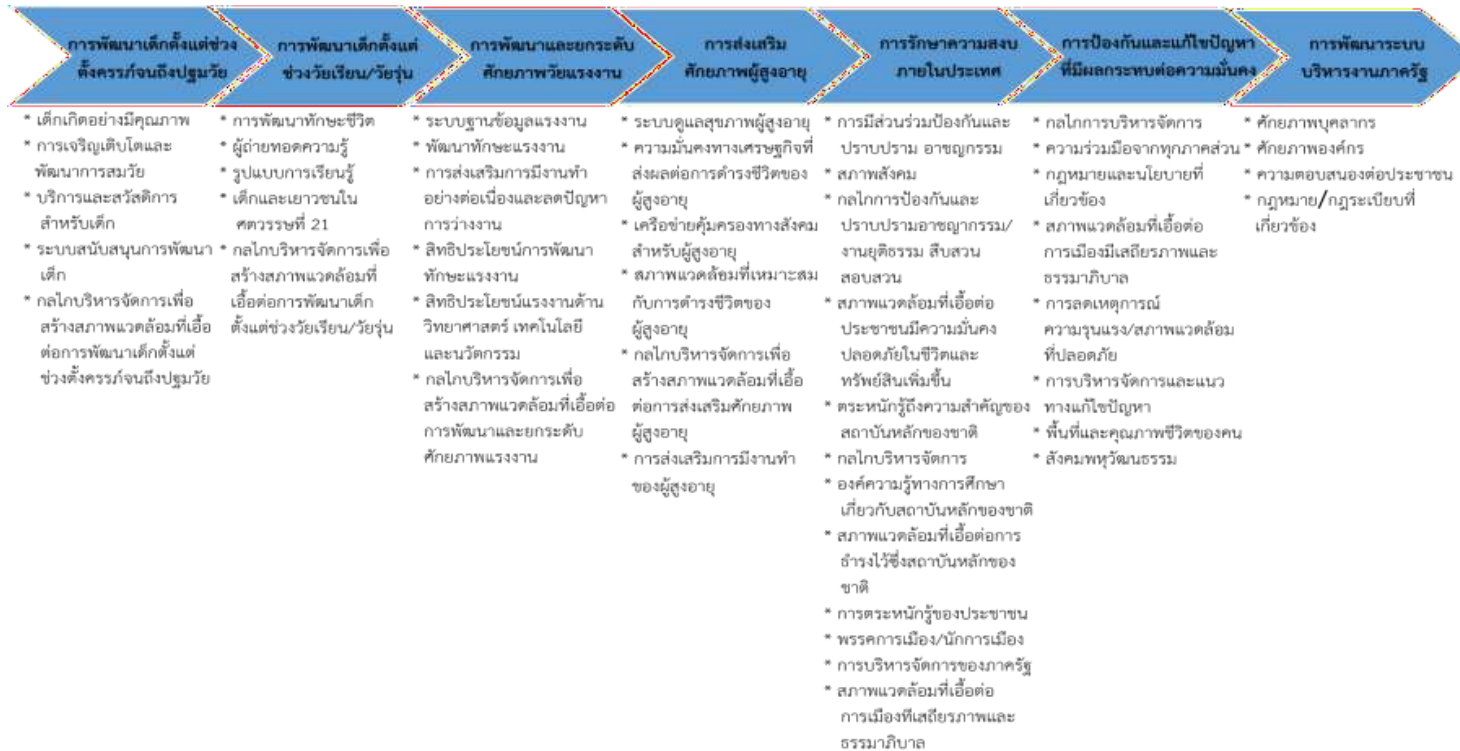 การพัฒนาเด็กตั้งแต่ช่วง
ตั้งครรภ์จนถึงปฐมวัย
การพัฒนาเด็กตั้งแต่
ช่วงวัยเรียน/วัยรุ่น
การพัฒนาและยกระดับ
ศักยภาพวัยแรงงาน
การส่งเสริม
ศักยภาพผู้สูงอายุ
การรักษาความสงบ
ภายในประเทศ
การป้องกันและแก้ไขปัญหา
ที่มีผลกระทบต่อความมั่นคง
การพัฒนาระบบ
บริหารงานภาครัฐ
* เด็กเกิดอย่างมีคุณภาพ
* การเจริญเติบโตและ
พัฒนาการสมวัย
* บริการและสวัสดิการ
สำหรับเด็ก
* ระบบสนับสนุนการพัฒนา
เด็ก
* กลไกบริหารจัดการเพื่อ
สร้างสภาพแวดล้อมที่เอื้อ
ต่อการพัฒนาเด็กตั้งแต่
ช่วงตั้งครรภ์จนถึงปฐมวัย
* การพัฒนาทักษะชีวิต
* ผู้ถ่ายทอดความรู้
* รูปแบบการเรียนรู้
* เด็กและเยาวชนใน
ศตวรรษที่ 21
* กลไกบริหารจัดการเพื่อ
สร้างสภาพแวดล้อมที่
เอื้อต่อการพัฒนาเด็ก
ตั้งแต่ช่วงวัยเรียน/วัยรุ่น
* ระบบฐานข้อมูลแรงงาน
* พัฒนาทักษะแรงงาน
* การส่งเสริมการมีงานทำ
อย่างต่อเนื่องและลดปัญหา
การว่างงาน
* สิทธิประโยชน์การพัฒนา
ทักษะแรงงาน
* สิทธิประโยชน์แรงงานด้าน
วิทยาศาสตร์ เทคโนโลยี
และนวัตกรรม
* กลไกบริหารจัดการเพื่อ
สร้างสภาพแวดล้อมที่เอื้อต่อ
การพัฒนาและยกระดับ
ศักยภาพแรงงาน
* ระบบดูแลสุขภาพผู้สูงอายุ
* ความมั่นคงทางเศรษฐกิจที่
ส่งผลต่อการดำรงชีวิตของ
ผู้สูงอายุ
* เครือข่ายคุ้มครองทางสังคม
สำหรับผู้สูงอายุ
* สภาพแวดล้อมที่เหมาะสม
กับการดำรงชีวิตของ
ผู้สูงอายุ
* กลไกบริหารจัดการเพื่อ
สร้างสภาพแวดล้อมที่เอื้อ
ต่อการส่งเสริมศักยภาพ
ผู้สูงอายุ
* การส่งเสริมการมีงานทำ
ของผู้สูงอายุ
* การมีส่วนร่วมป้องกันและ
ปราบปราม อาชญกรรม
* สภาพสังคม
* กลไกการป้องกันและ
ปราบปรามอาชญากรรม/
งานยุติธรรม สืบสวน
สอบสวน
* สภาพแวดล้อมที่เอื้อต่อ
ประชาชนมีความมั่นคง
ปลอดภัยในชีวิตและ
ทรัพย์สินเพิ่มขึ้น
* ตระหนักรู้ถึงความสำคัญของ
สถาบันหลักของชาติ
* กลไกบริหารจัดการ
* องค์ความรู้ทางการศึกษา
เกี่ยวกับสถาบันหลักของชาติ
* สภาพแวดล้อมที่เอื้อต่อการ
ธำรงไว้ซึ่งสถาบันหลักของ
ชาติ
* การตระหนักรู้ของประชาชน
* พรรคการเมือง/นักการเมือง
* การบริหารจัดการของภาครัฐ
* สภาพแวดล้อมที่เอื้อต่อ
การเมืองทีเสถียรภาพและ
ธรรมาภิบาล
* กลไกการบริหารจัดการ
* ความร่วมมือจากทุกภาคส่วน
* กฎหมายและนโยบายที่
เกี่ยวข้อง
* สภาพแวดล้อมที่เอื้อต่อ
การเมืองมีเสถียรภาพและ
ธรรมาภิบาล
* การลดเหตุการณ์
ความรุนแรง/สภาพแวดล้อม
ที่ปลอดภัย
* การบริหารจัดการและแนว
ทางแก้ไขปัญหา
* พื้นที่และคุณภาพชีวิตของคน
* สังคมพหุวัฒนธรรม
* ศักยภาพบุคลากร
* ศักยภาพองค์กร
* ความตอบสนองต่อประชาชน
* กฎหมาย/กฎระเบียบที่
เกี่ยวข้อง